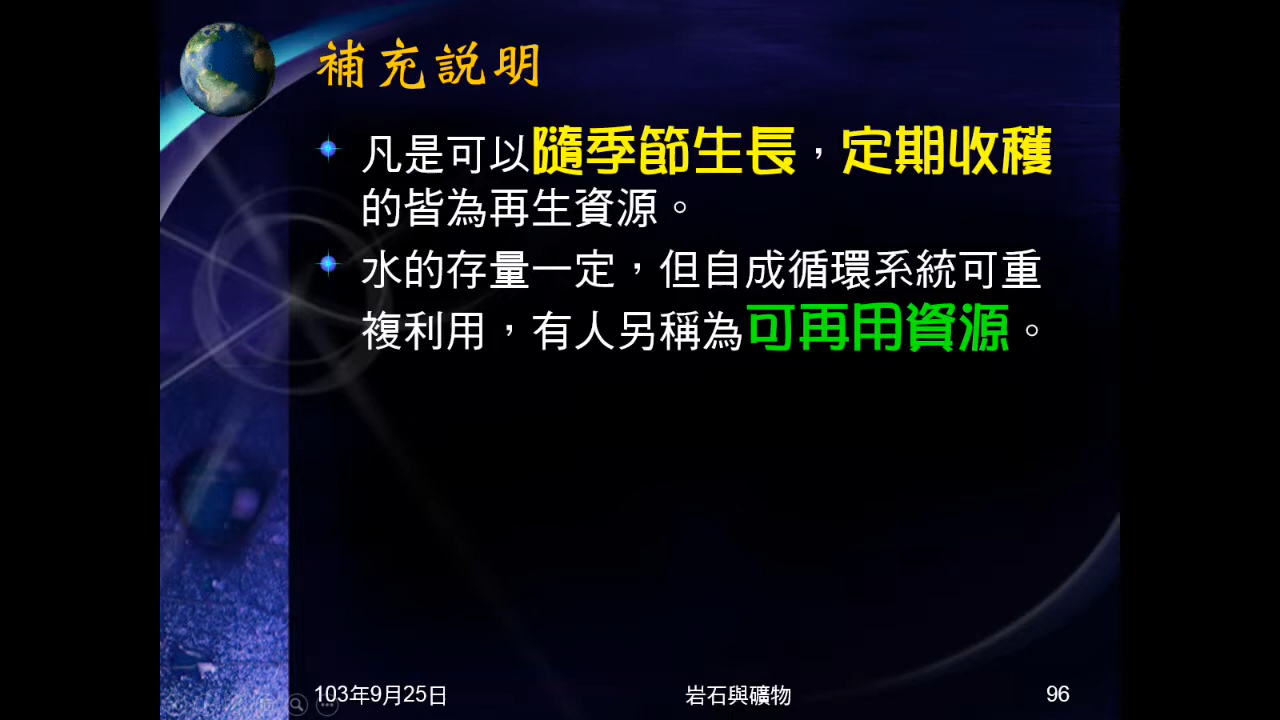 補充説明
凡是可以隨季節生長，定期收穫
的皆為再生資源。
水的存量一定，但自成循環系統可重
複利用，有人另稱為可再用資源。
103年9月25日
岩石與礦物
96